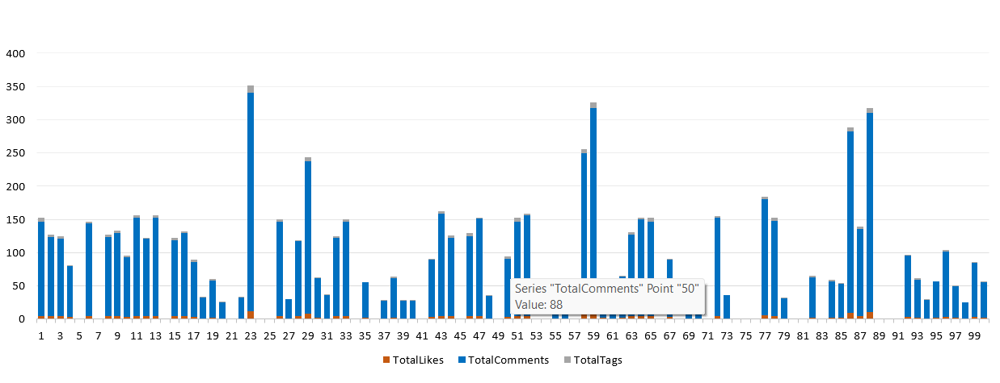 400
350
300
250
200
150
100
50
0
Series "TotalComments" Point "50"
Value: 88
1 3 5 7 9 11 13 15 17 19 21 23 25 27 29 31 33 35 37 39 41 43 45 47 49 51 53 55 57 59 61 63 65 67 69 71 73 75 77 79 81 83 85 87 89 91 93 95 97 99
TotalLikes TotalComments TotalTags